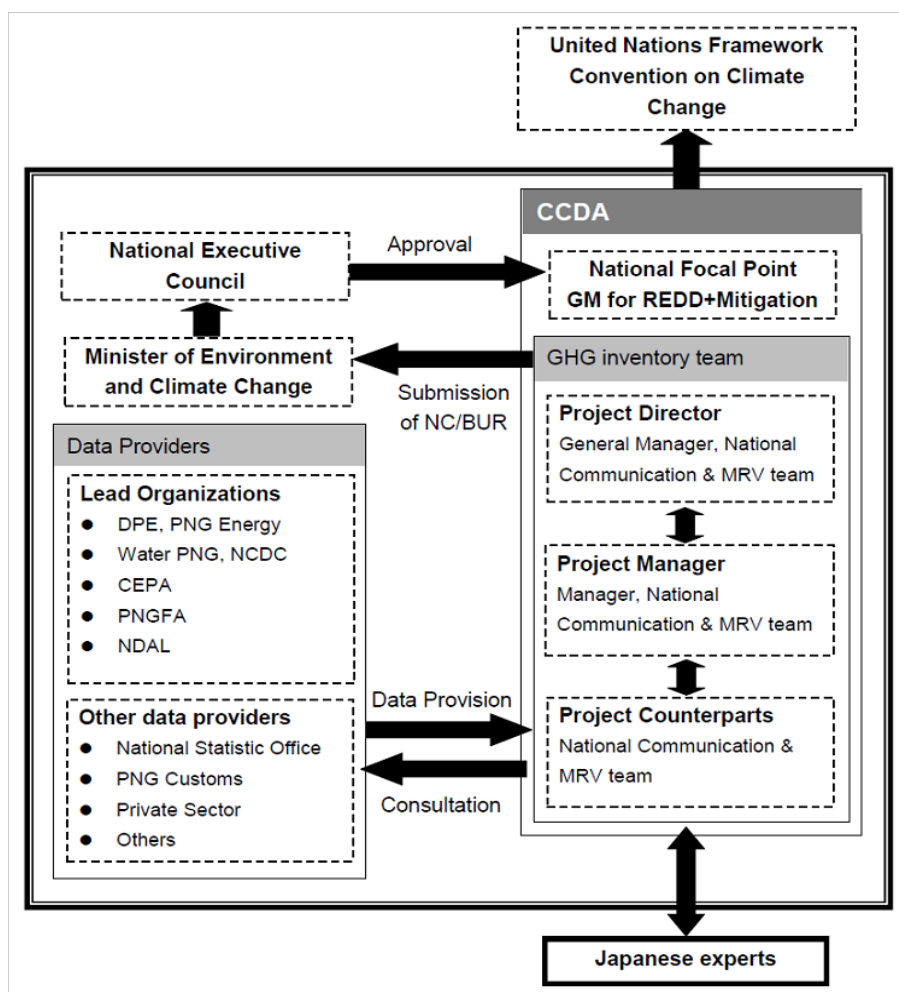 United Nations Framework
Convention on Climate
Change
CCDA
National Executive
Council
Approval
National Focal Point
GM for REDD+Mitigation
Minister of Environment
and Climate Change
Submission
of NC/BUR
GHG inventory team
Project Director
General Manager, National
Communication & MRV team
Project Manager
Manager, National
Communication & MRV team
Project Counterparts
National Communication &
MRV team
Data Providers
Lead Organizations
● DPE, PNG Energy
● Water PNG, NCDC
● CEPA
● PNGFA
● NDAL
Other data providers
● National Statistic Office
● PNG Customs
● Private Sector
● Others
Data Provision
Consultation
Japanese experts